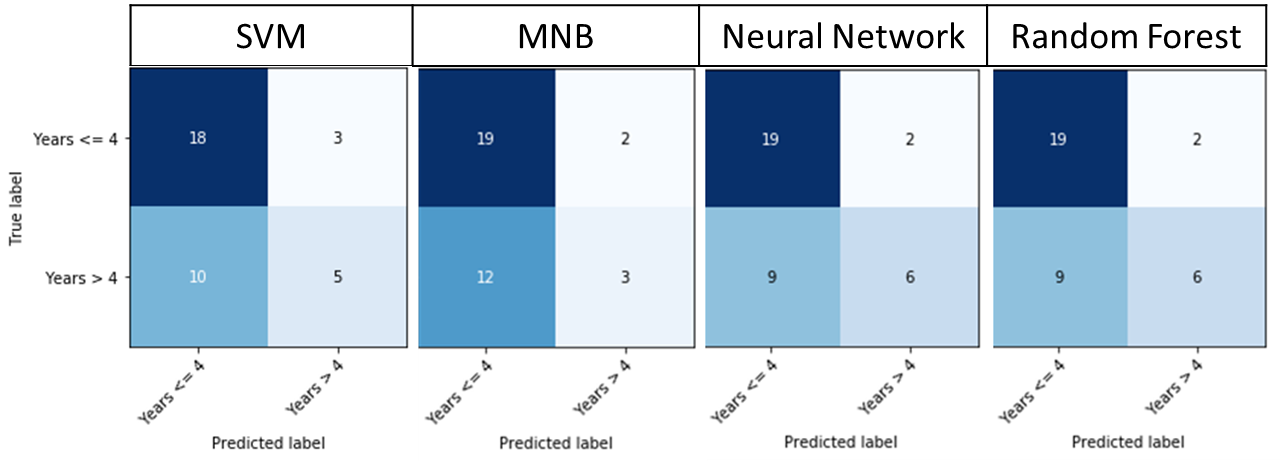 SVM MNB Neural Network Random Forest
Years <= 4 18 3 19 2 19 2 19 2
True label
Years > 4 10 5 12 3 9 6 9 6
Years <= 4 Years > 4 Years <= 4 Years > 4 Years <= 4 Years > 4 Years <= 4 Years > 4
Predicted label Predicted label Predicted label Predicted label